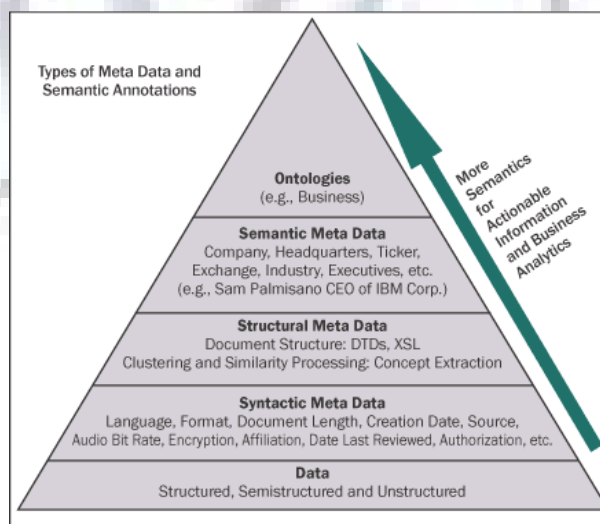 Types of Meta Data and
Semantic Annotations
Ontologies
(e.g., Business)
Semantic Meta Data
Company, Headquarters, Ticker,
Exchange, Industry, Executives, etc.
(e.g., Sam Palmisano CEO of IBM Corp.)
Structural Meta Data
Document Structure: DTDs, XSL
Clustering and Similarity Processing: Concept Extraction
Syntactic Meta Data
Language, Format, Document Length, Creation Date, Source,
Audio Bit Rate, Encryption, Affiliation, Date Last Reviewed, Authorization, etc.
Data
Structured, Semistructured and Unstructured
More
Semantics
for
Actionable
Information
and Business
Analytics